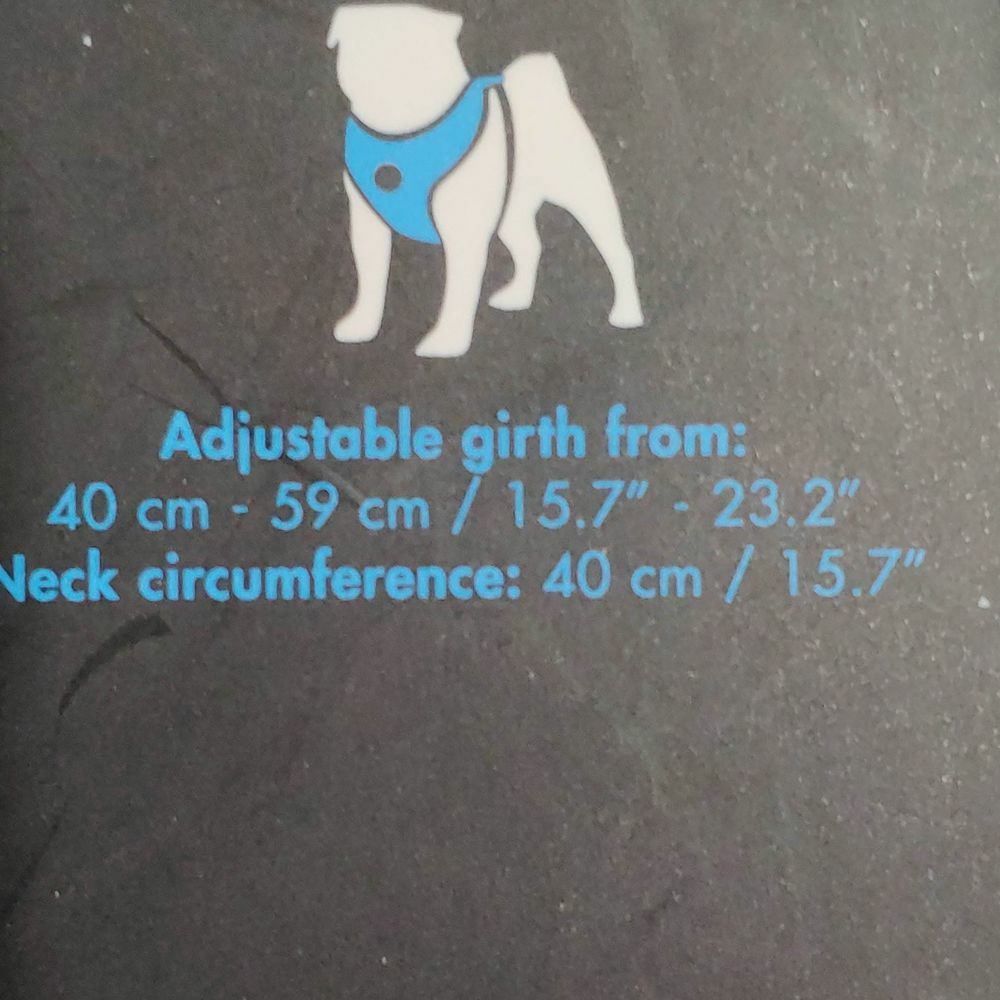 Adjustable girth from:
40 cm - 59 cm / 15.7" - 23.2"
Neck circumference: 40 cm / 15.7"